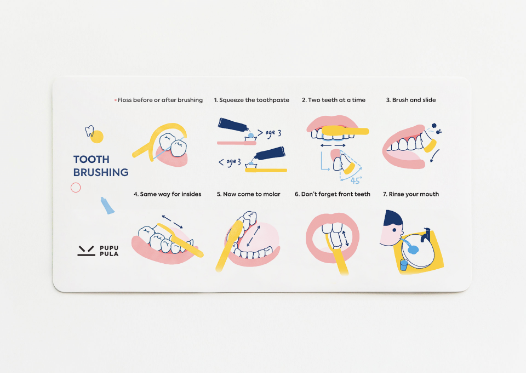 • Floss before or after brushing
1. Squeeze the toothpaste
2. Two teeth at a time
3. Brush and slide
> age 3
< age 3
45°
TOOTH
BRUSHING
4. Same way for insides
5. Now come to molar
6. Don't forget front teeth
7. Rinse your mouth
PUPU
PULA